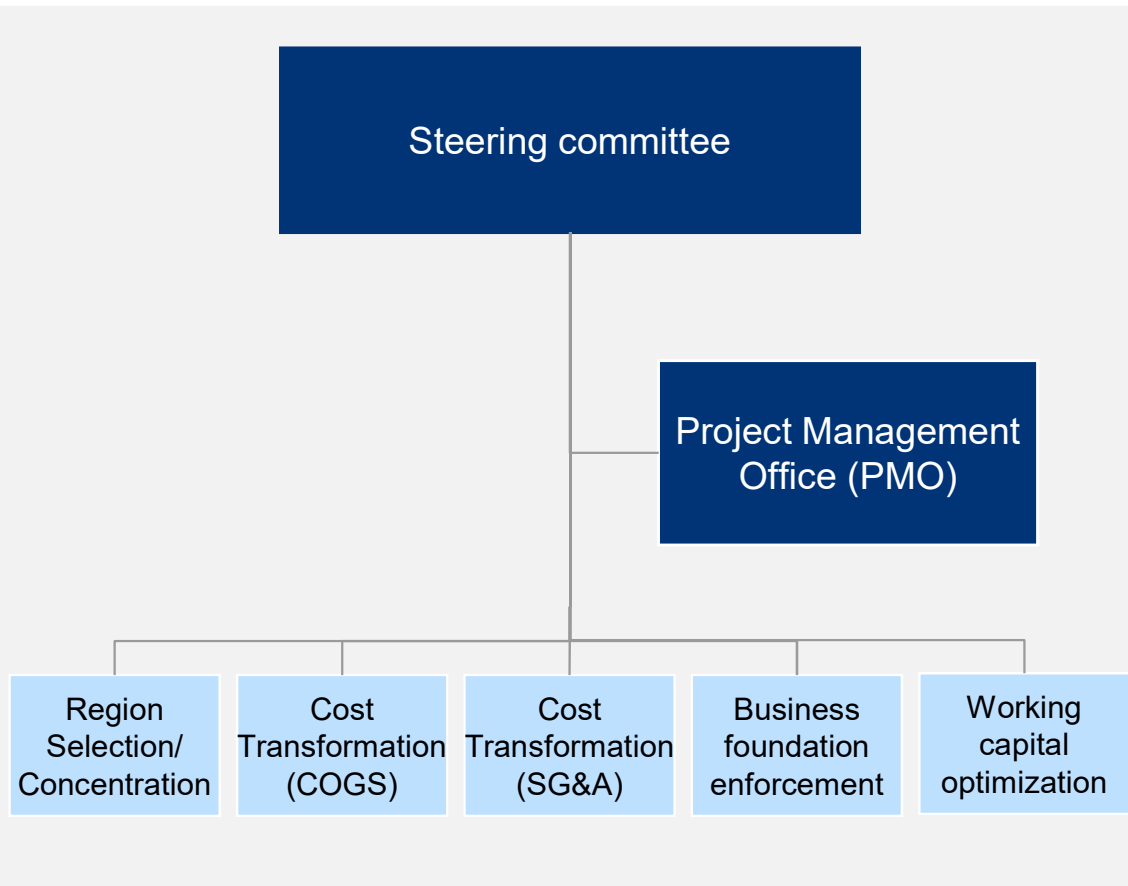 Steering committee
Project Management
Office (PMO)
Region
Selection/
Concentration
Cost
Transformation
(COGS)
Cost
Transformation
(SG&A)
Business
foundation
enforcement
Working
capital
optimization